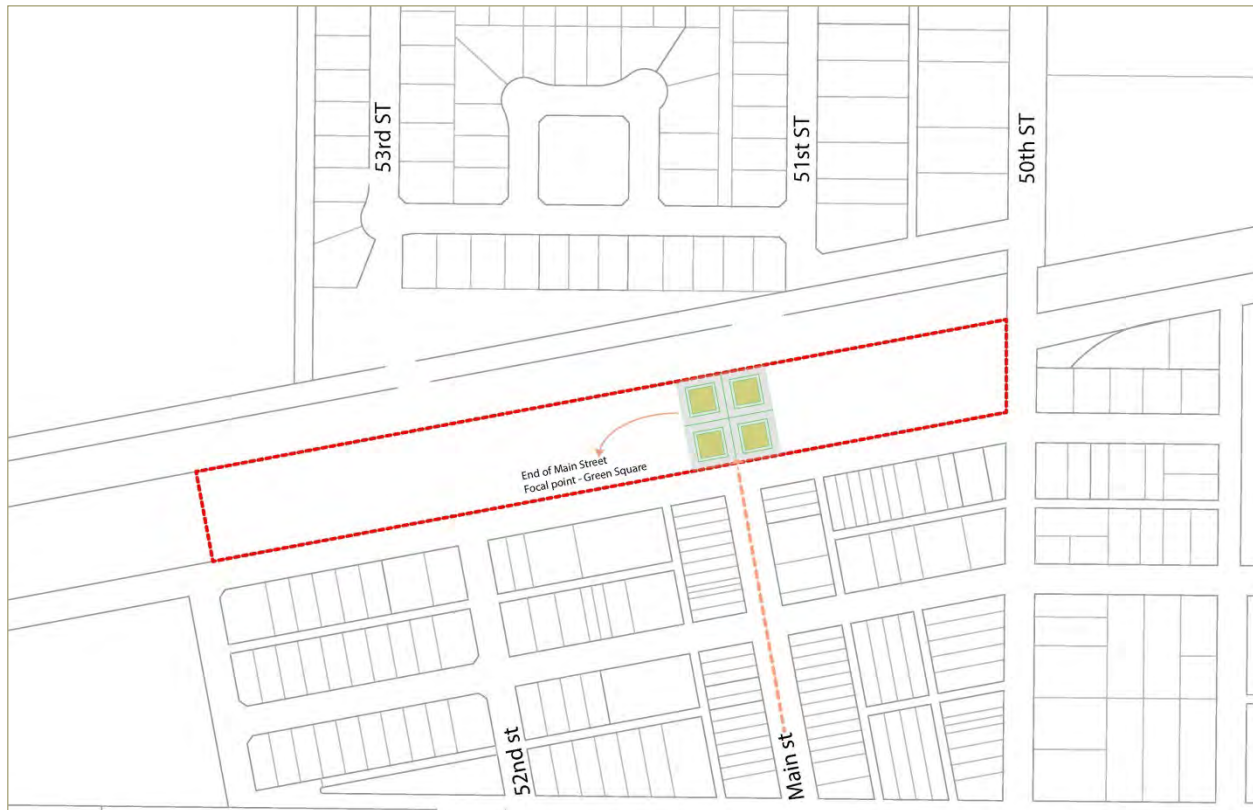 53rd ST
51st ST
50th ST
End of Main Street
Focal point - Green Square
52nd st
Main st